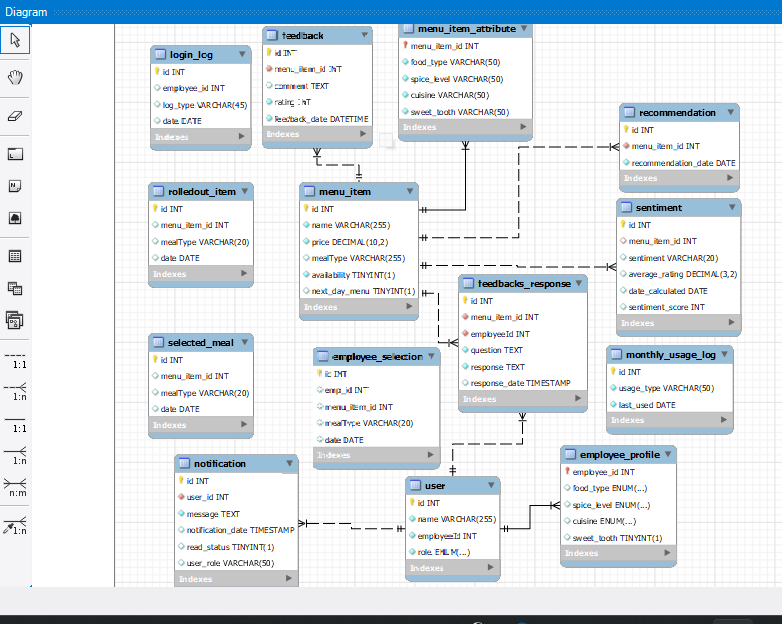 Diagram
login_log
id INT
employee_id INT
log_type VARCHAR(45)
date DATE
Indexes
feedback
id INT
menu_item_id INT
comment TEXT
rating INT
feedback_date DATETIME
Indexes
menu_item_attribute
menu_item_id INT
food_type VARCHAR(50)
spice_level VARCHAR(50)
cuisine VARCHAR(50)
sweet_tooth VARCHAR(50)
Indexes
recommendation
id INT
menu_item_id INT
recommendation_date DATE
Indexes
rolledout_item
id INT
menu_item_id INT
mealType VARCHAR(20)
date DATE
Indexes
menu_item
id INT
name VARCHAR(255)
price DECIMAL(10,2)
mealType VARCHAR(255)
availability TINYINT(1)
next_day_menu TINYINT(1)
Indexes
sentiment
id INT
menu_item_id INT
sentiment VARCHAR(20)
average_rating DECIMAL(3,2)
date_calculated DATE
sentiment_score INT
Indexes
feedbacks_response
id INT
menu_item_id INT
employeeId INT
question TEXT
response TEXT
response_date TIMESTAMP
Indexes
selected_meal
id INT
menu_item_id INT
mealType VARCHAR(20)
date DATE
Indexes
employee_selection
id INT
emp_id INT
menu_item_id INT
mealType VARCHAR(20)
date DATE
Indexes
monthly_usage_log
id INT
usage_type VARCHAR(50)
last_used DATE
Indexes
notification
id INT
user_id INT
message TEXT
notification_date TIMESTAMP
read_status TINYINT(1)
user_role VARCHAR(50)
Indexes
user
id INT
name VARCHAR(255)
employeeId INT
role ENUM(...)
Indexes
employee_profile
employee_id INT
food_type ENUM(...)
spice_level ENUM(...)
cuisine ENUM(...)
sweet_tooth TINYINT(1)
Indexes
1:1
1:n
1:1
1:n
n:m
1:n